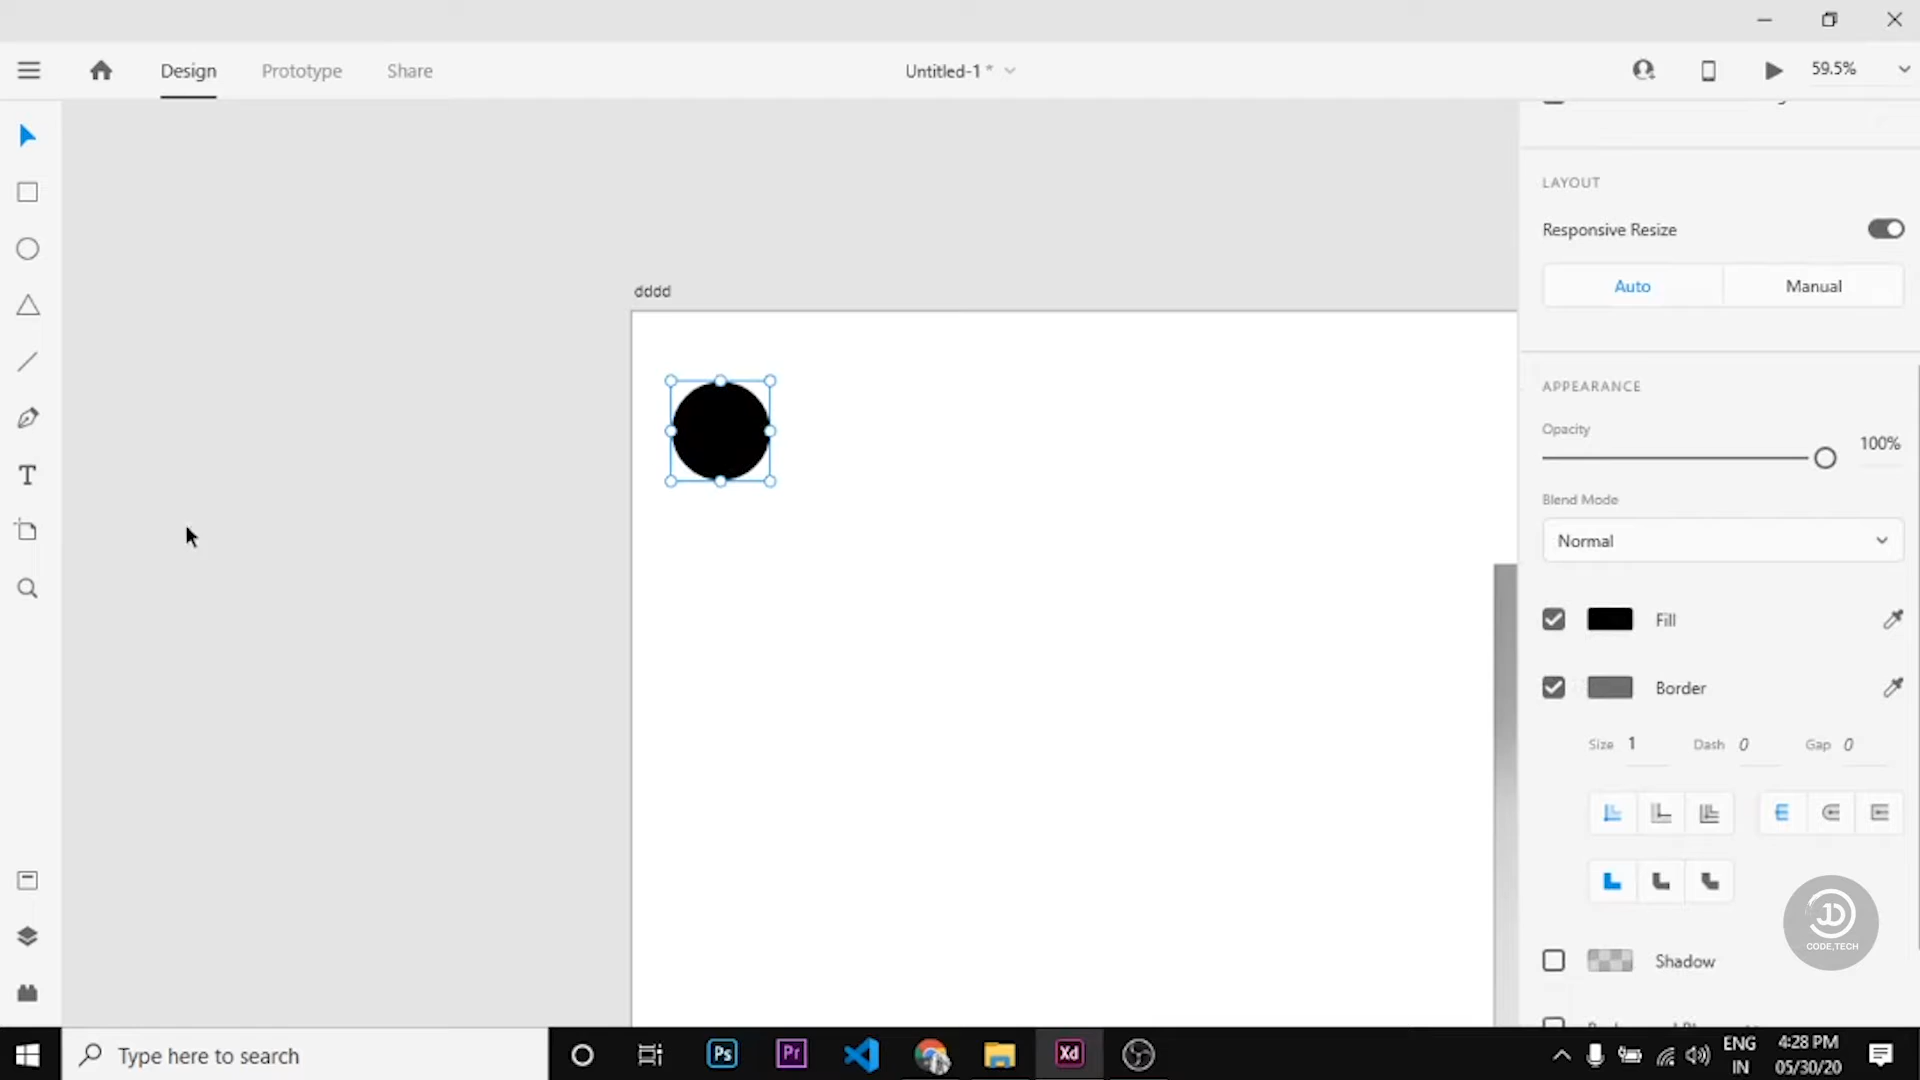 Design
Prototype
Share
Untitled-1 *
59.5%
LAYOUT
Responsive Resize
Auto
Manual
dddd
APPEARANCE
Opacity
100%
Blend Mode
Normal
Fill
Border
Size 1
Dash 0
Gap 0
T
JD
CODE.TECH
Shadow
Type here to search
Ps
Pr
Xd
ENG
IN
4:28 PM
05/30/20